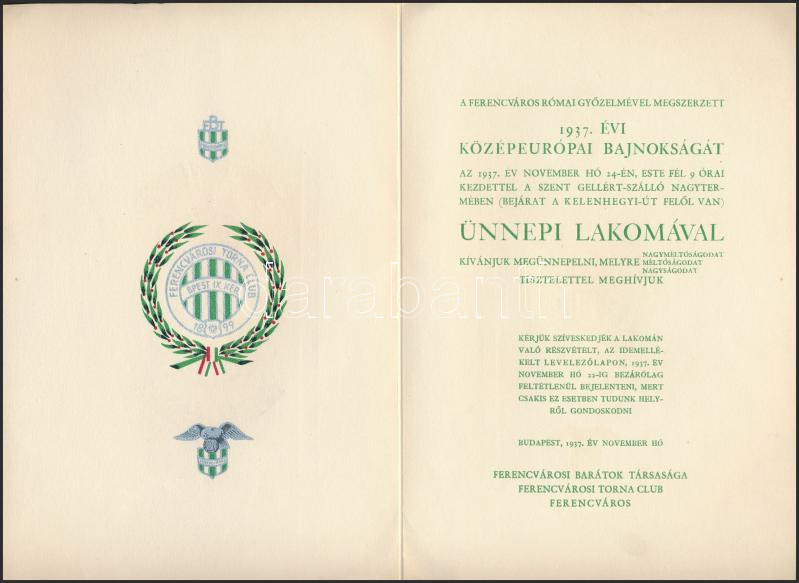 FBT
FERENCVÁROSI TORNA CLUB
BPEST IX. KER.
1899
A FERENCVÁROS RÓMAI GYŐZELMÉVEL MEGSZERZETT
1937. ÉVI
KÖZÉPEURÓPAI BAJNOKSÁGÁT
AZ 1937. ÉV NOVEMBER HÓ 24-ÉN, ESTE FÉL 9 ÓRAI
KEZDETTEL A SZENT GELLÉRT-SZÁLLÓ NAGYTER-
MÉBEN (BEJÁRAT A KELENHEGYI-ÚT FELŐL VAN)
ÜNNEPI LAKOMÁVAL
KÍVÁNJUK MEGÜNNEPELNI, MELYRE NAGYMÉLTÓSÁGODAT
MÉLTÓSÁGODAT
NAGYSÁGODAT
TISZTELETTEL MEGHÍVJUK
KÉRJÜK SZÍVESKEDJÉK A LAKOMÁN
VALÓ RÉSZVÉTELT, AZ IDEMELLÉ-
KELT LEVELEZŐLAPON, 1937. ÉV
NOVEMBER HÓ 22-IG BEZÁRÓLAG
FELTÉTLENÜL BEJELENTENI, MERT
CSAKIS EZ ESETBEN TUDUNK HELY-
RŐL GONDOSKODNI
BUDAPEST, 1937. ÉV NOVEMBER HÓ
FERENCVÁROSI BARÁTOK TÁRSASÁGA
FERENCVÁROSI TORNA CLUB
FERENCVÁROS
darabanth